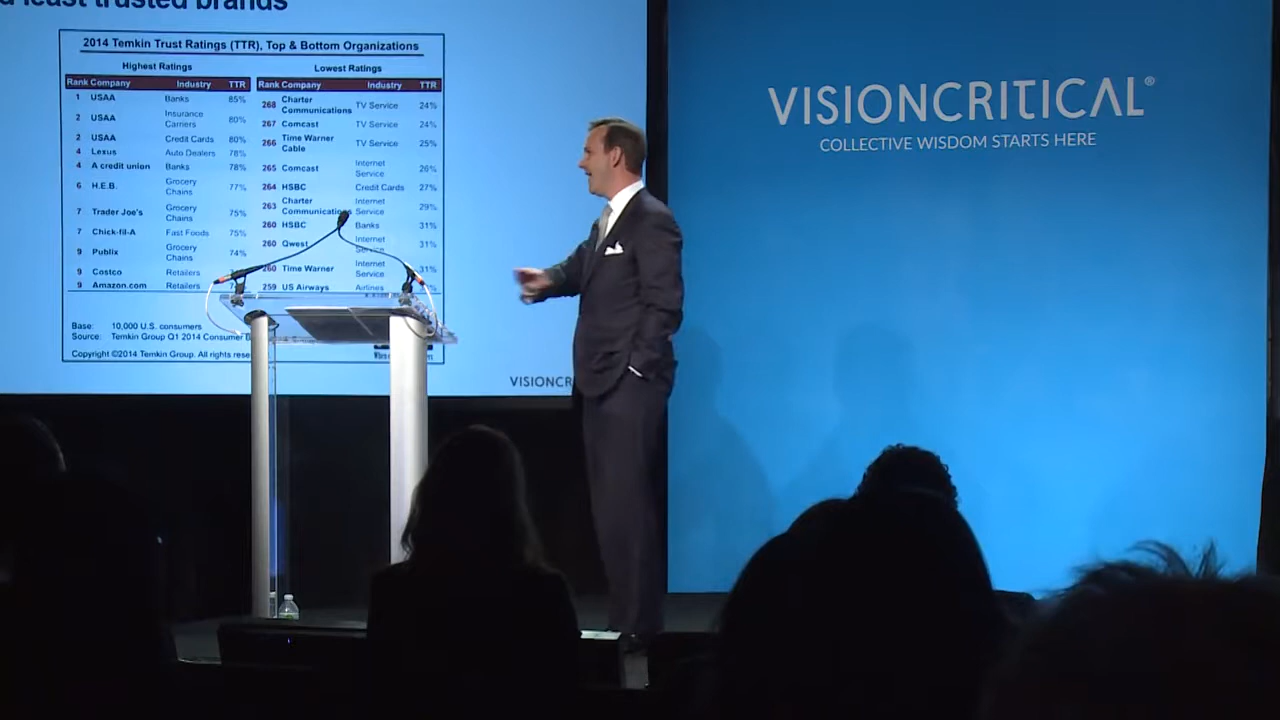 d least trusted brands
2014 Temkin Trust Ratings (TTR), Top & Bottom Organizations
Highest Ratings
Rank Company Industry TTR
1 USAA Banks 85%
2 USAA Insurance Carriers 80%
2 USAA Credit Cards 80%
4 Lexus Auto Dealers 78%
4 A credit union Banks 78%
6 H.E.B. Grocery Chains 77%
7 Trader Joe's Grocery Chains 75%
7 Chick-fil-A Fast Foods 75%
9 Publix Grocery Chains 74%
9 Costco Retailers
9 Amazon.com Retailers
Lowest Ratings
Rank Company Industry TTR
268 Charter Communications TV Service 24%
267 Comcast TV Service 24%
266 Time Warner Cable TV Service 25%
265 Comcast Internet Service 26%
264 HSBC Credit Cards 27%
263 Charter Communications Internet Service 29%
260 HSBC Banks 31%
260 Qwest Internet Service 31%
260 Time Warner Internet Service 31%
259 US Airways Airlines
Base: 10,000 U.S. consumers
Source: Temkin Group Q1 2014 Consumer B
Copyright ©2014 Temkin Group. All rights rese
VISIONCR
VISIONCRITICAL®
COLLECTIVE WISDOM STARTS HERE